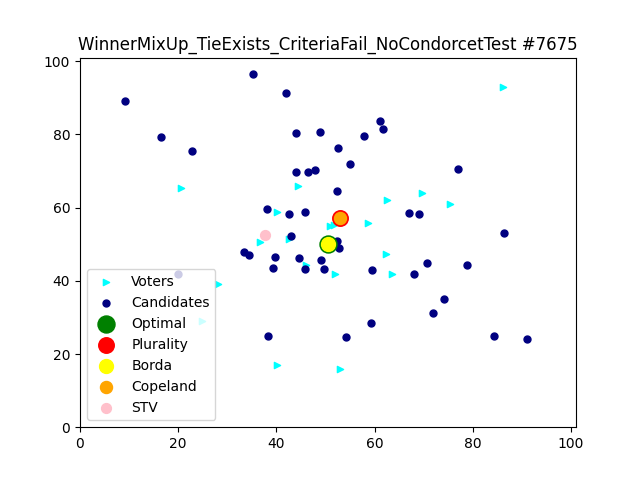 WinnerMixUp_TieExists_CriteriaFail_NoCondorcetTest #7675
100
80
60
40
20
0
Voters
Candidates
Optimal
Plurality
Borda
Copeland
STV
0 20 40 60 80 100